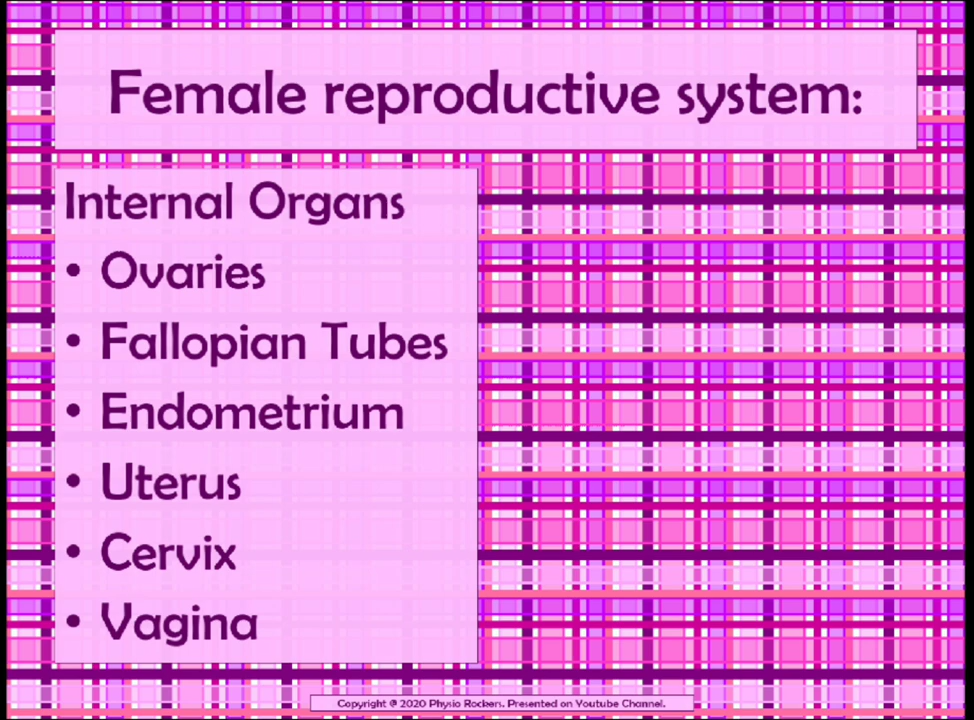 Female reproductive system:
Internal Organs
• Ovaries
• Fallopian Tubes
• Endometrium
• Uterus
• Cervix
• Vagina
Copyright @ 2020 Physio Rockers. Presented on Youtube Channel.